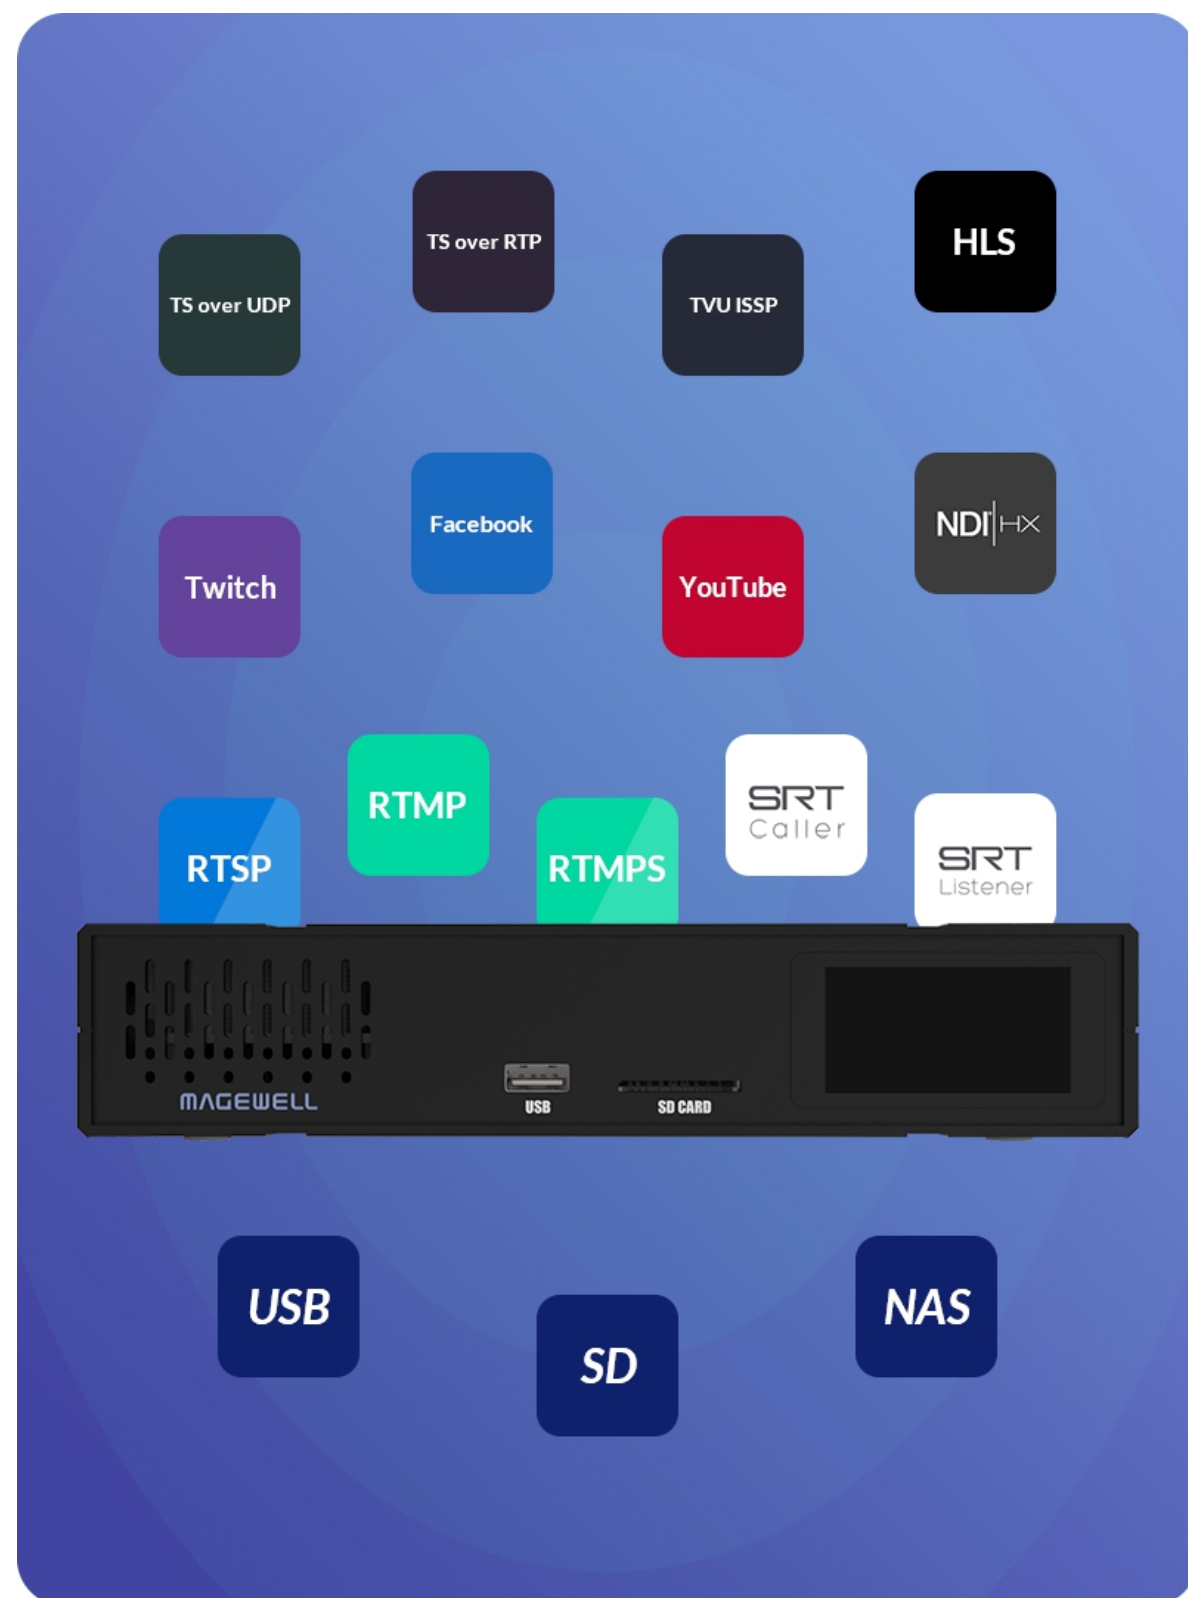 TS over UDP
TS over RTP
TVU ISSP
HLS
Twitch
Facebook
YouTube
NDI HX
RTSP
RTMP
RTMPS
SRT
Caller
SRT
Listener
MAGEWELL
USB
SD CARD
USB
SD
NAS